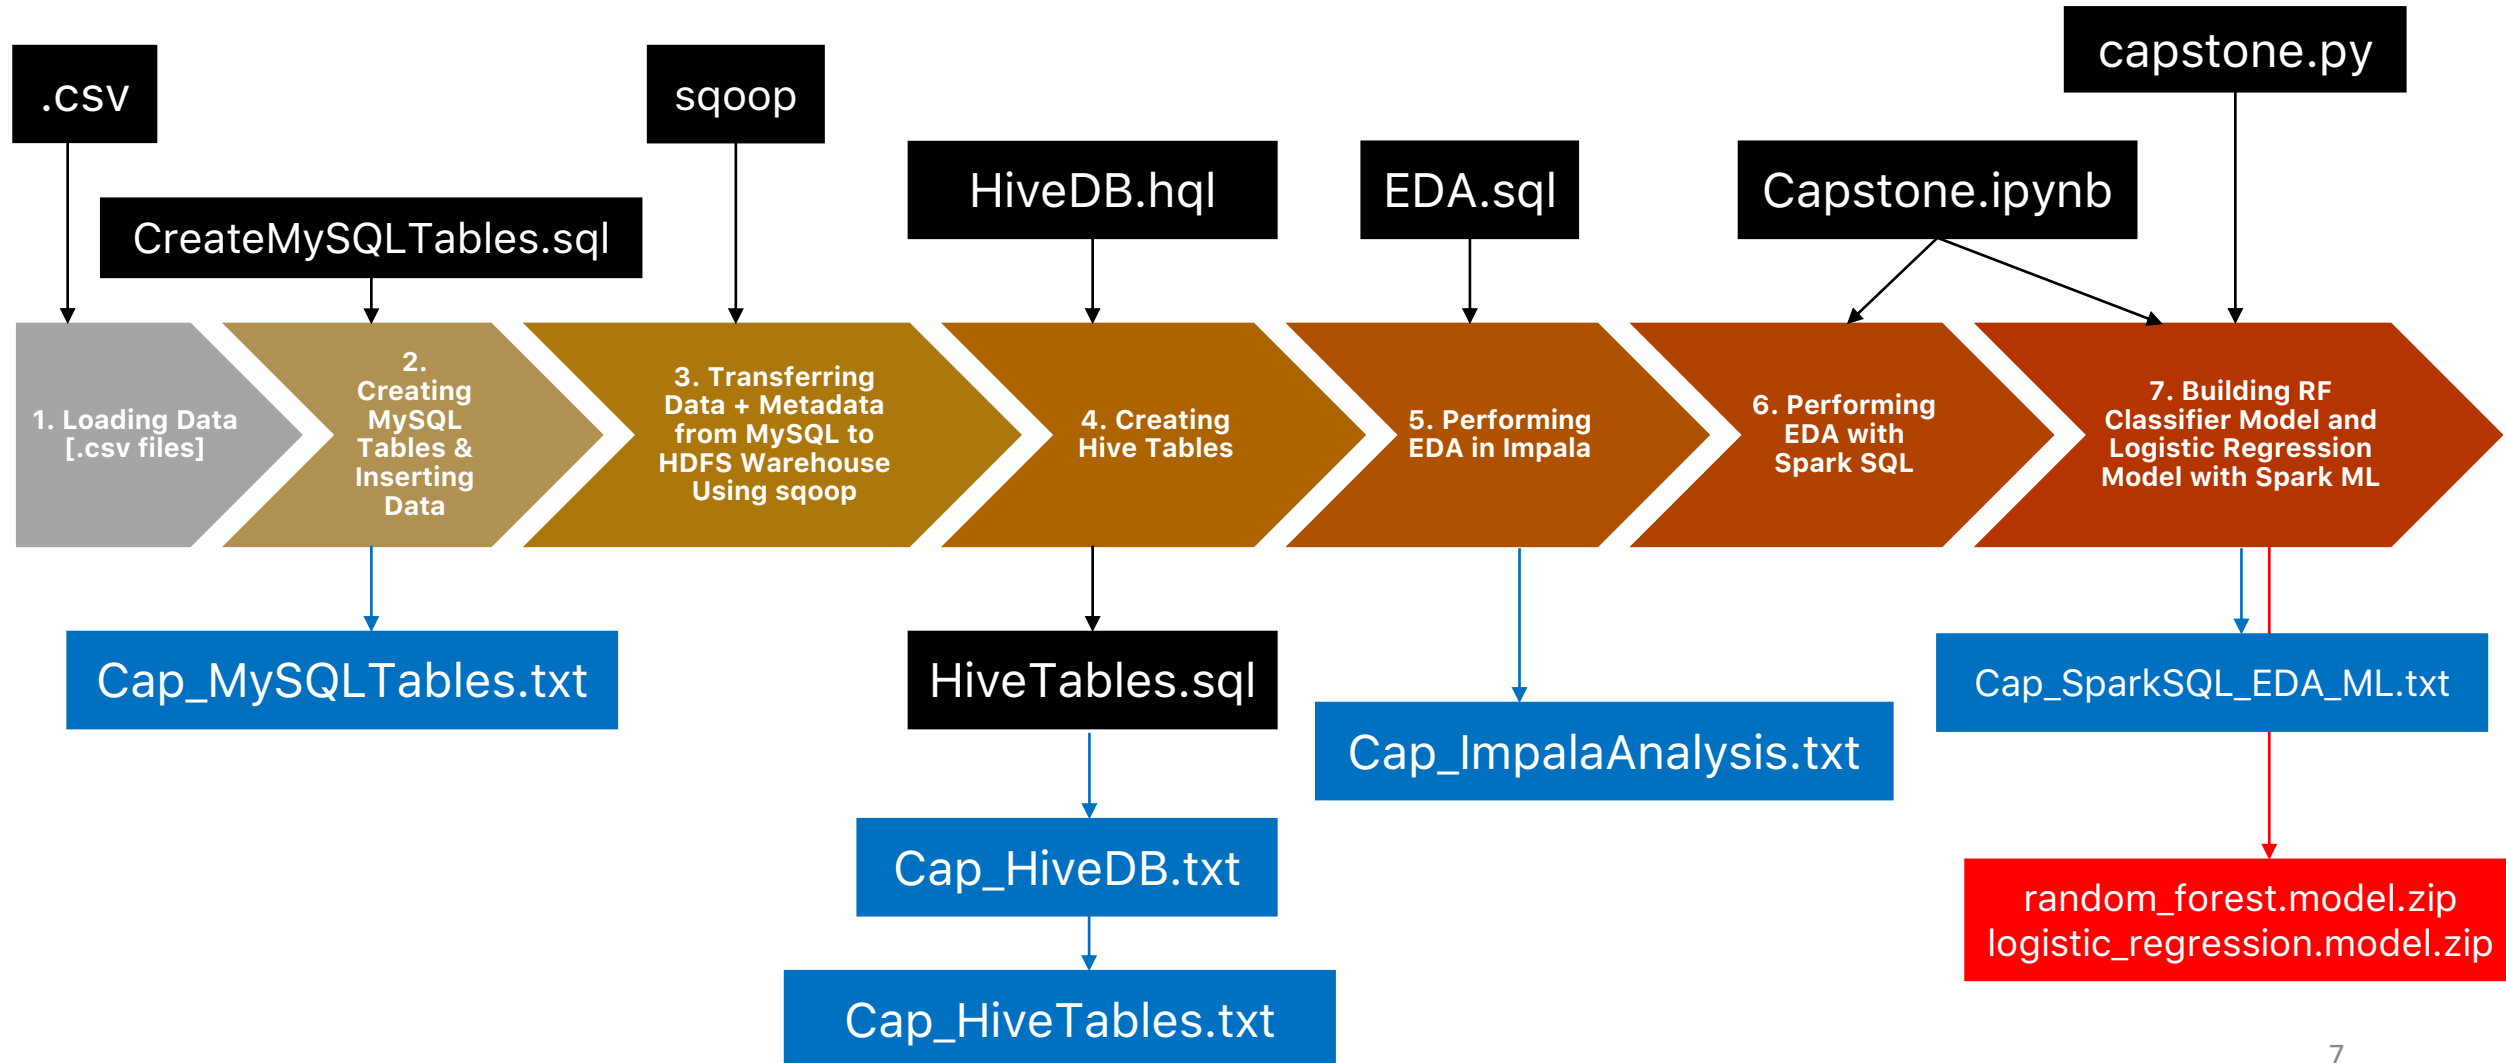 .csv
sqoop
capstone.py
CreateMySQLTables.sql
HiveDB.hql
EDA.sql
Capstone.ipynb
1. Loading Data
[.csv files]
2.
Creating
MySQL
Tables &
Inserting
Data
3. Transferring
Data + Metadata
from MySQL to
HDFS Warehouse
Using sqoop
4. Creating
Hive Tables
5. Performing
EDA in Impala
6. Performing
EDA with
Spark SQL
7. Building RF
Classifier Model and
Logistic Regression
Model with Spark ML
Cap_MySQLTables.txt
HiveTables.sql
Cap_SparkSQL_EDA_ML.txt
Cap_ImpalaAnalysis.txt
Cap_HiveDB.txt
random_forest.model.zip
logistic_regression.model.zip
Cap_HiveTables.txt
7